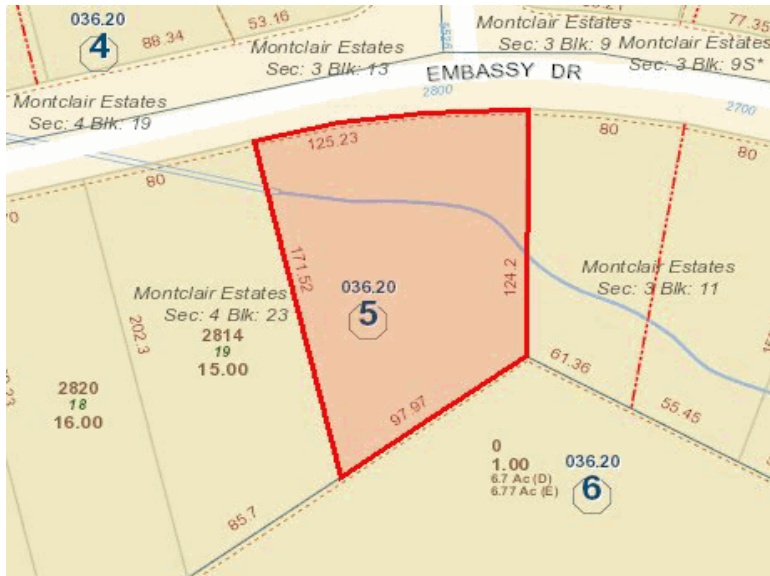 036.20
4
88.34
53.16
77.35
Montclair Estates
Sec: 3 Blk: 13
Montclair Estates
Sec: 3 Blk: 9
Montclair Estates
Sec: 3 Blk: 9S*
EMBASSY DR
2800
2700
Montclair Estates
Sec: 4 Blk: 19
125.23
80
80
80
171.52
124.2
036.20
5
Montclair Estates
Sec: 3 Blk: 11
Montclair Estates
Sec: 4 Blk: 23
2814
19
15.00
202.3
2820
18
16.00
97.97
61.36
55.45
85.7
0
1.00
6.7 Ac (D)
6.77 Ac (E)
036.20
6